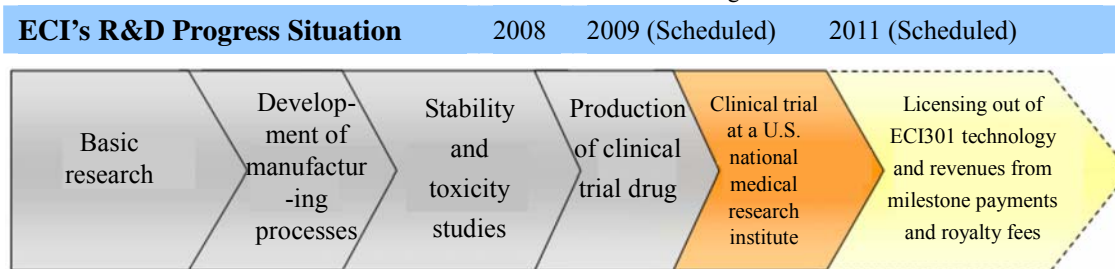 ECI's R&D Progress Situation 2008 2009 (Scheduled) 2011 (Scheduled)
Basic
research
Develop-
ment of
manufactur
-ing
processes
Stability
and
toxicity
studies
Production
of clinical
trial drug
Clinical trial
at a U.S.
national
medical
research
institute
Licensing out of
ECI301 technology
and revenues from
milestone payments
and royalty fees